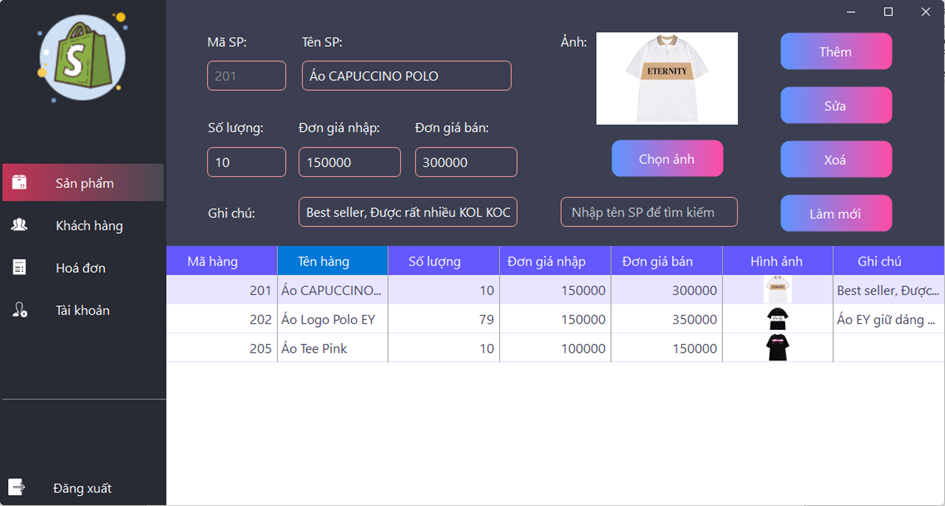 Mã SP:
Tên SP:
Ảnh:
201
Áo CAPUCCINO POLO
ETERNITY
Thêm
Sửa
Số lượng:
Đơn giá nhập:
Đơn giá bán:
10
150000
300000
Chọn ảnh
Xoá
Ghi chú:
Best seller, Được rất nhiều KOL KOC
Nhập tên SP để tìm kiếm
Làm mới
S
Sản phẩm
Khách hàng
Hoá đơn
Tài khoản
Đăng xuất
Mã hàng Tên hàng Số lượng Đơn giá nhập Đơn giá bán Hình ảnh Ghi chú
201 Áo CAPUCCINO... 10 150000 300000 Best seller, Được...
202 Áo Logo Polo EY 79 150000 350000 Áo EY giữ dáng ...
205 Áo Tee Pink 10 100000 150000